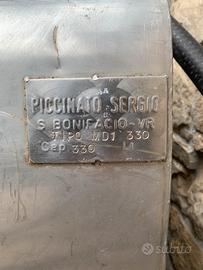 PICCINATO SERGIO
S BONIFACIO-VR
TIPO MD1 330
Cap 330 Lt
subito